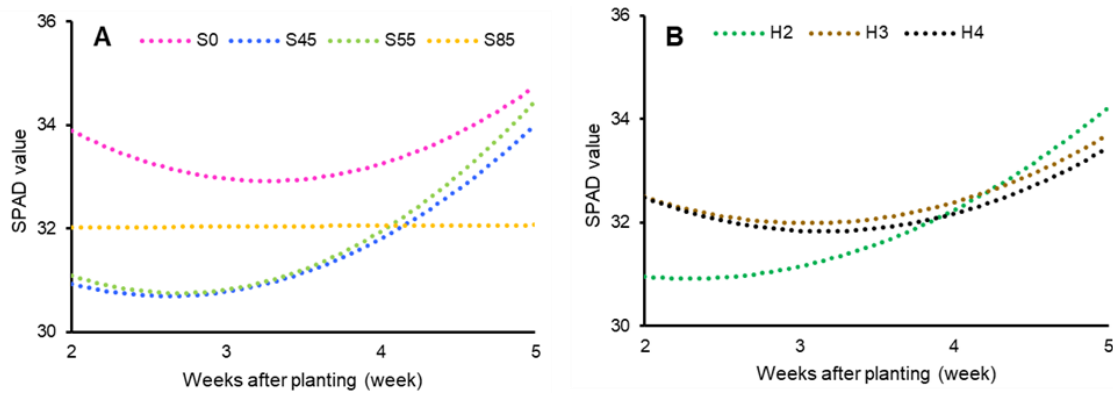 A S0 S45 S55 S85
SPAD value
36
34
32
30
2 3 4 5
Weeks after planting (week)
B H2 H3 H4
SPAD value
36
34
32
30
2 3 4 5
Weeks after planting (week)